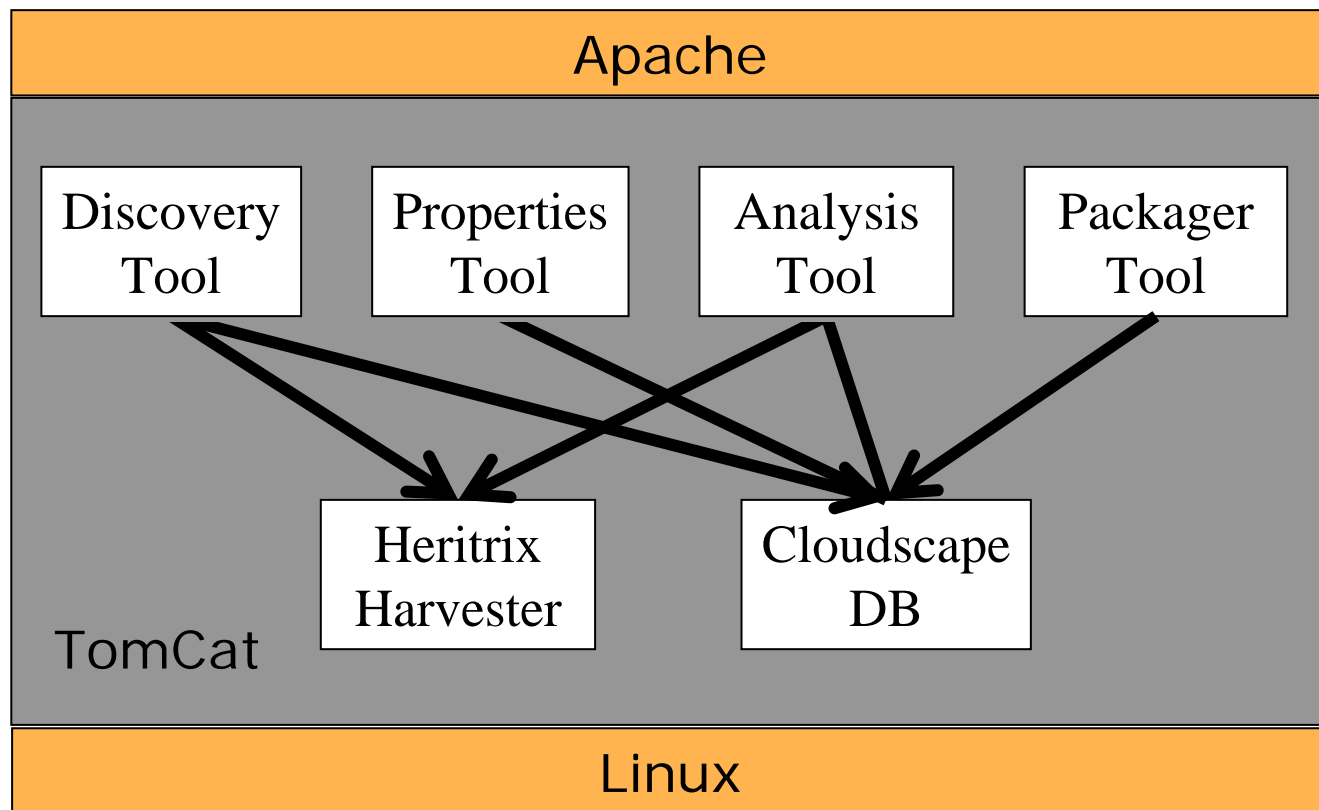 Apache
Discovery
Tool
Properties
Tool
Analysis
Tool
Packager
Tool
Heritrix
Harvester
Cloudscape
DB
TomCat
Linux